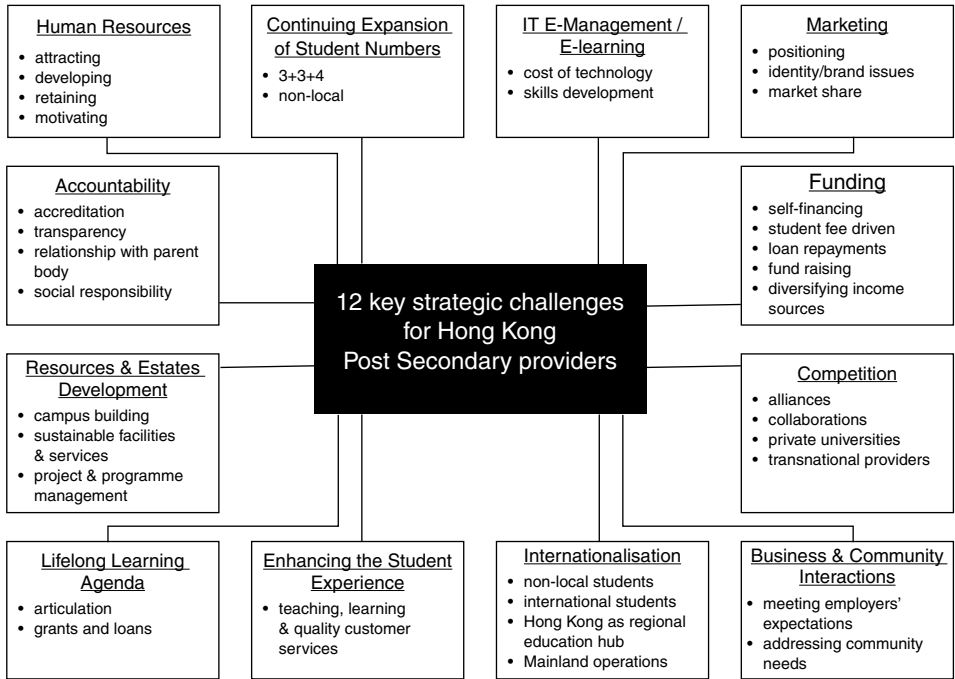 Human Resources
• attracting
• developing
• retaining
• motivating
Continuing Expansion
of Student Numbers
• 3+3+4
• non-local
IT E-Management /
E-learning
• cost of technology
• skills development
Marketing
• positioning
• identity/brand issues
• market share
Accountability
• accreditation
• transparency
• relationship with parent
body
• social responsibility
Funding
• self-financing
• student fee driven
• loan repayments
• fund raising
• diversifying income
sources
12 key strategic challenges
for Hong Kong
Post Secondary providers
Resources & Estates
Development
• campus building
• sustainable facilities
& services
• project & programme
management
Competition
• alliances
• collaborations
• private universities
• transnational providers
Lifelong Learning
Agenda
• articulation
• grants and loans
Enhancing the Student
Experience
• teaching, learning
& quality customer
services
Internationalisation
• non-local students
• international students
• Hong Kong as regional
education hub
• Mainland operations
Business & Community
Interactions
• meeting employers’
expectations
• addressing community
needs